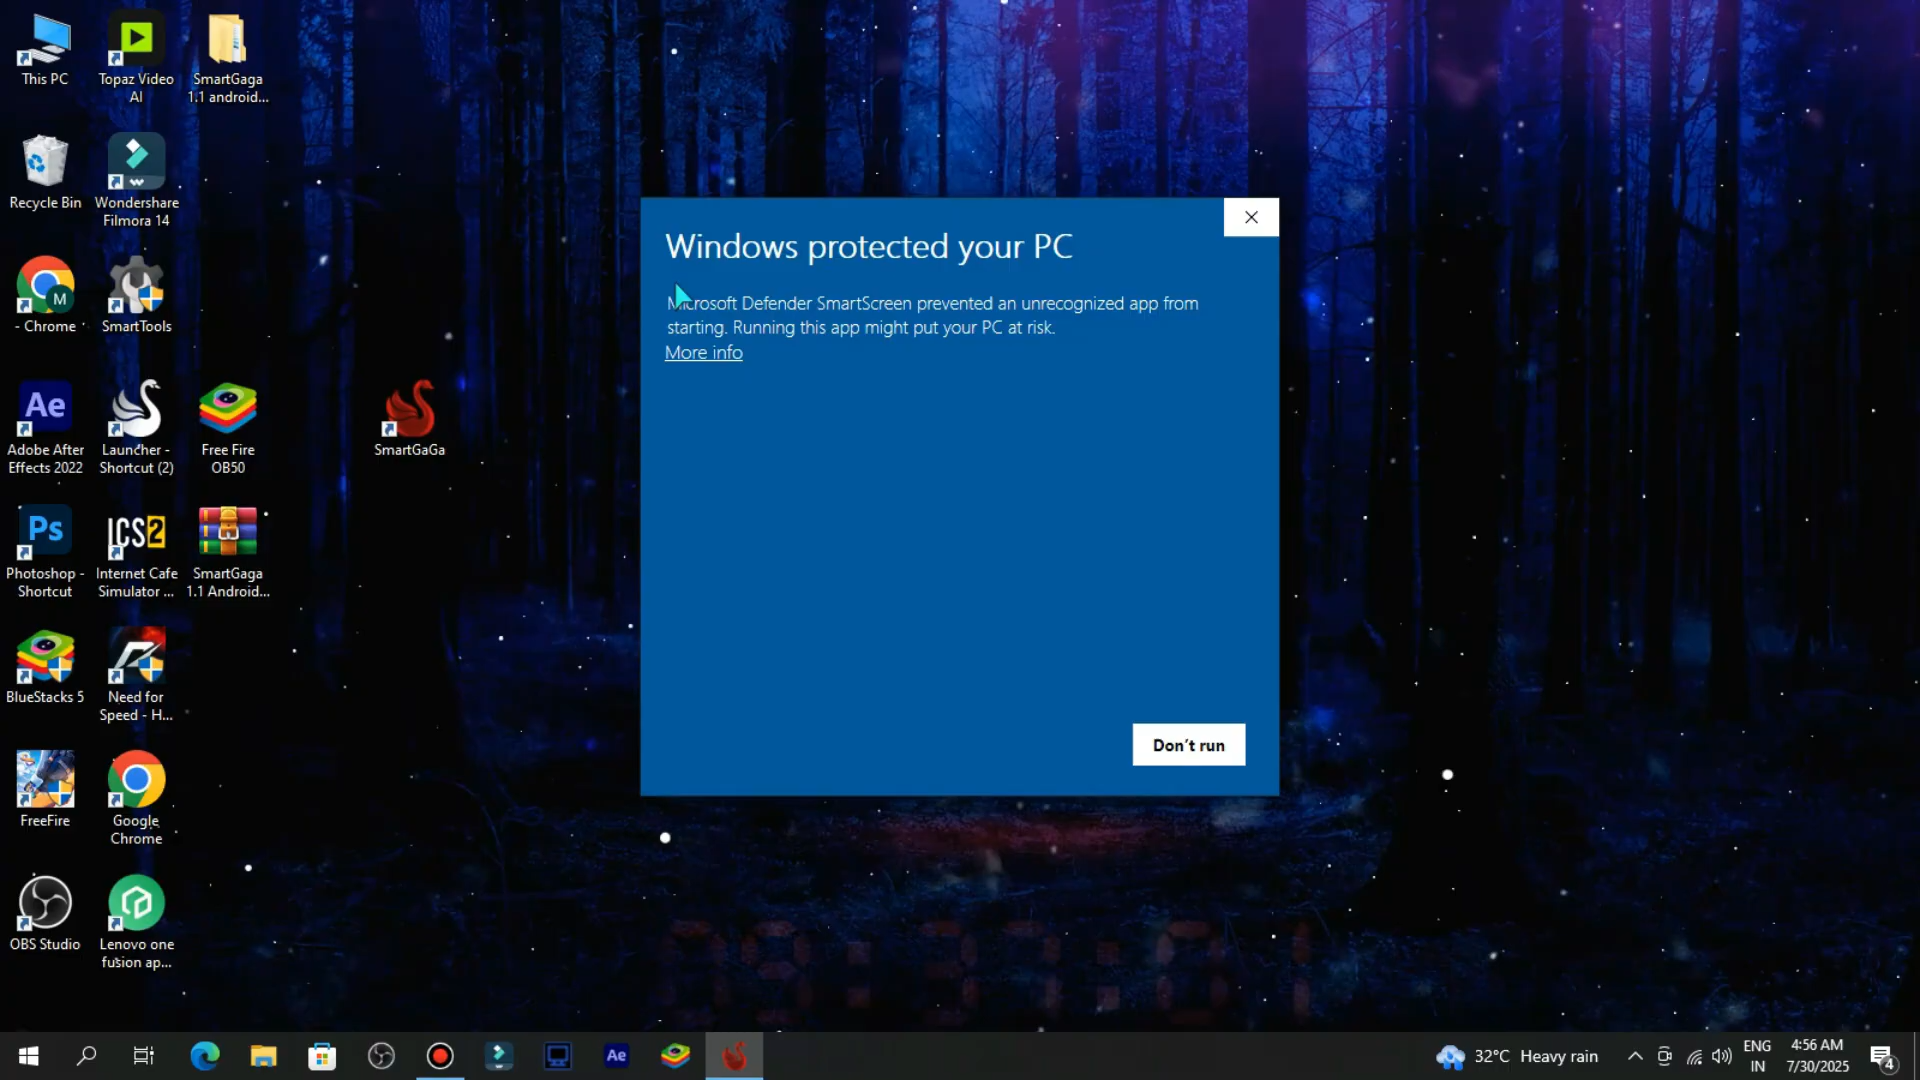 This PC
Topaz Video
AI
SmartGaga
1.1 android...
Recycle Bin
Wondershare
Filmora 14
M
- Chrome
SmartTools
Ae
Adobe After
Effects 2022
Launcher -
Shortcut (2)
Free Fire
OB50
SmartGaGa
Ps
Photoshop -
Shortcut
ICS2
Internet Cafe
Simulator ...
SmartGaga
1.1 Android...
BlueStacks 5
Need for
Speed - H...
FreeFire
Google
Chrome
OBS Studio
Lenovo one
fusion ap...
Windows protected your PC
Microsoft Defender SmartScreen prevented an unrecognized app from
starting. Running this app might put your PC at risk.
More info
Don't run
Ae
32°C Heavy rain
ENG
IN
4:56 AM
7/30/2025
4